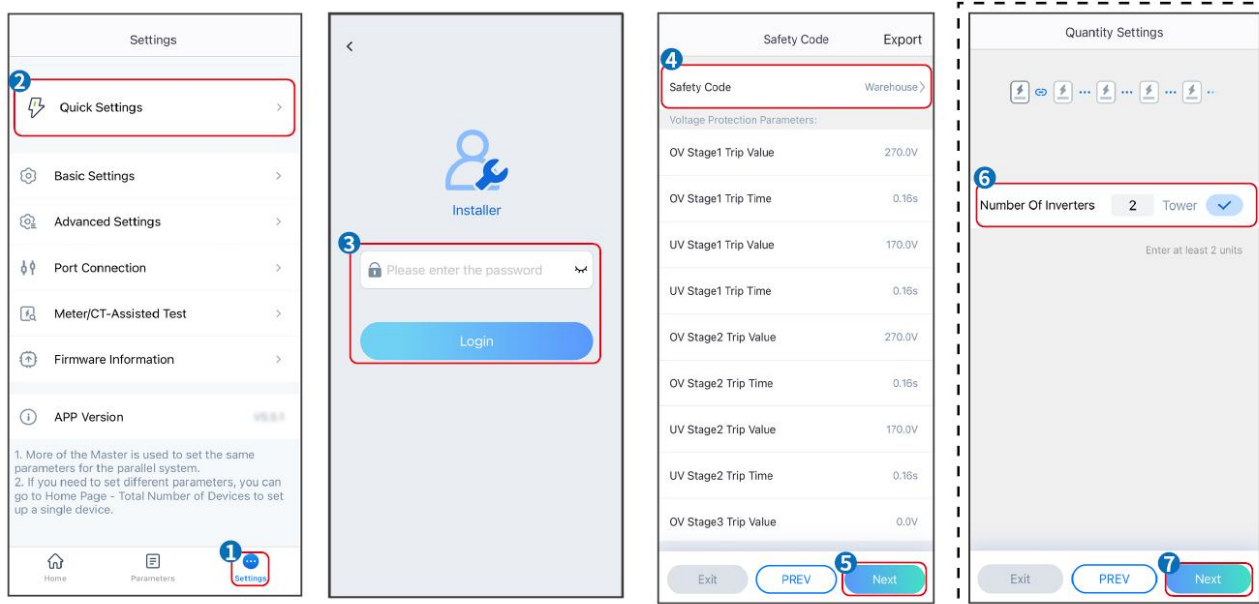 Settings
2
Quick Settings
Basic Settings
Advanced Settings
Port Connection
Meter/CT-Assisted Test
Firmware Information
APP Version
1. More of the Master is used to set the same
parameters for the parallel system.
2. If you need to set different parameters, you can
go to Home Page - Total Number of Devices to set
up a single device.
1
Home
Parameters
Settings
Installer
3
Please enter the password
Login
Safety Code Export
4
Safety Code Warehouse
Voltage Protection Parameters:
OV Stage1 Trip Value 270.0V
OV Stage1 Trip Time 0.16s
UV Stage1 Trip Value 170.0V
UV Stage1 Trip Time 0.16s
OV Stage2 Trip Value 270.0V
OV Stage2 Trip Time 0.16s
UV Stage2 Trip Value 170.0V
UV Stage2 Trip Time 0.16s
OV Stage3 Trip Value 0.0V
5
Exit PREV Next
Quantity Settings
6
Number Of Inverters 2 Tower
Enter at least 2 units
7
Exit PREV Next